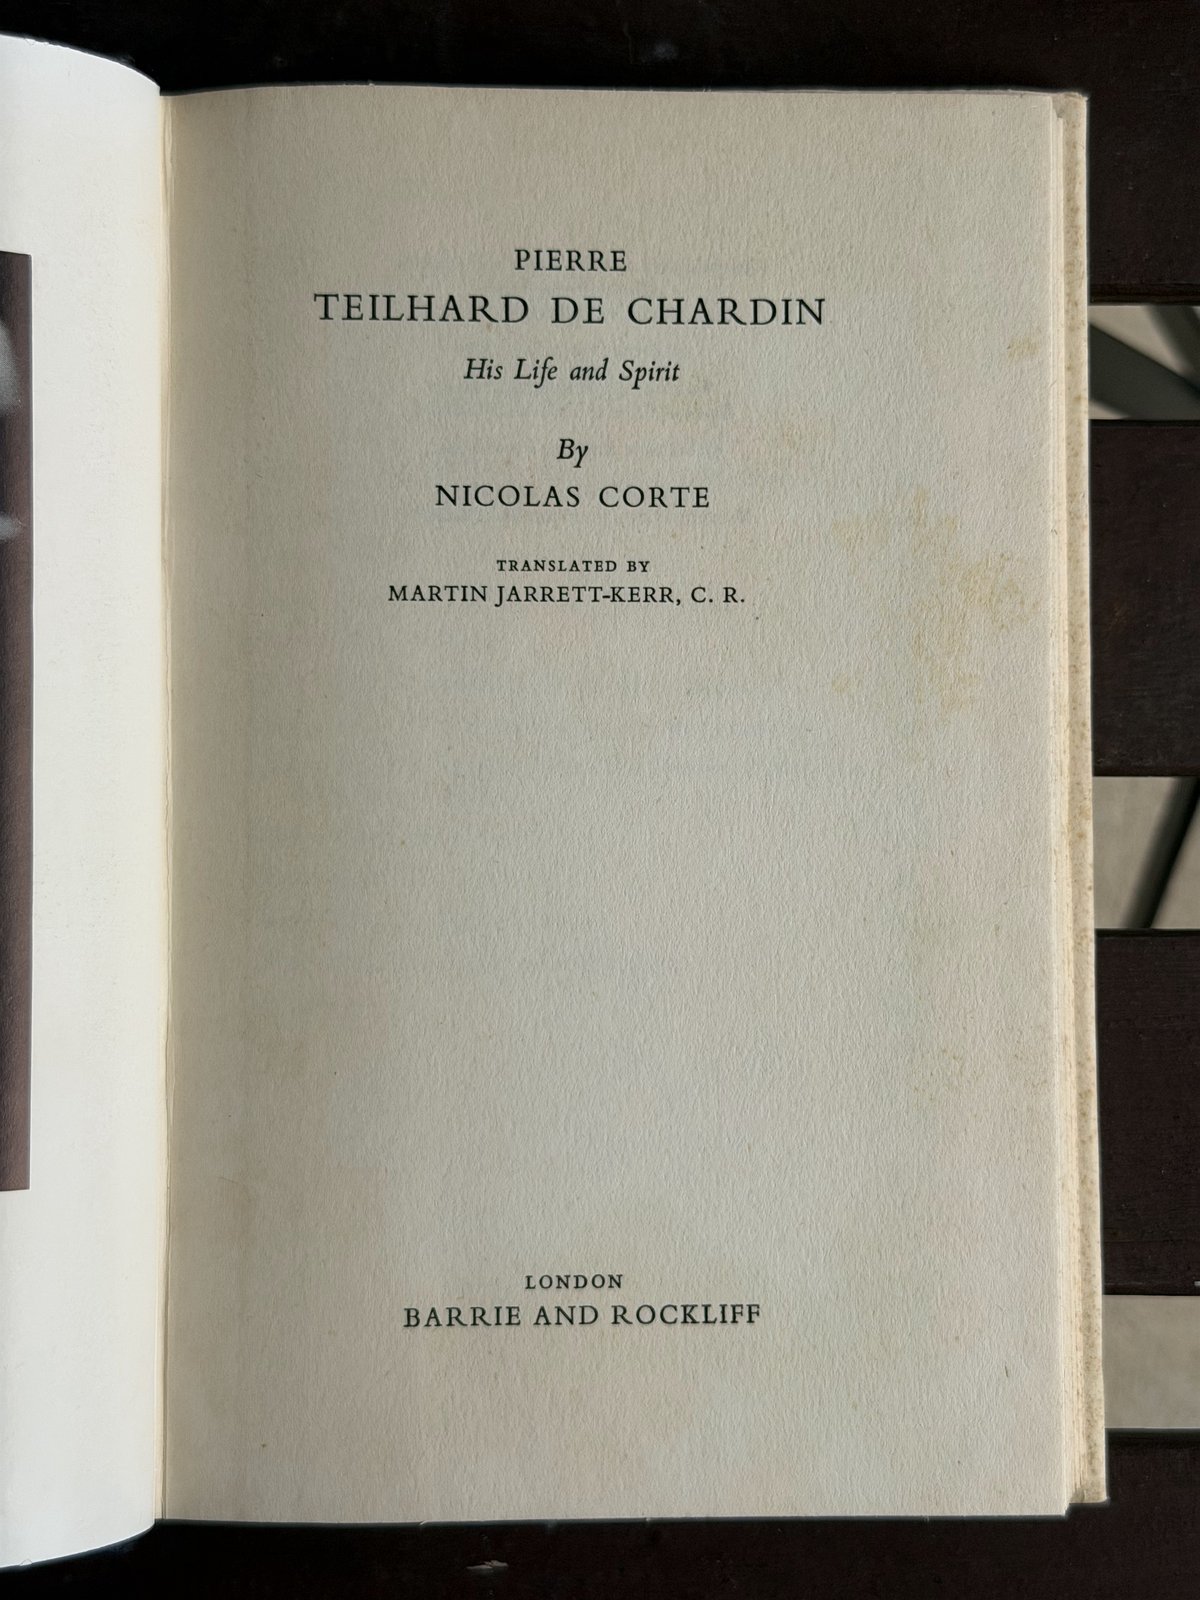 PIERRE
TEILHARD DE CHARDIN
His Life and Spirit
By
NICOLAS CORTE
TRANSLATED BY
MARTIN JARRETT-KERR, C. R.
LONDON
BARRIE AND ROCKLIFF